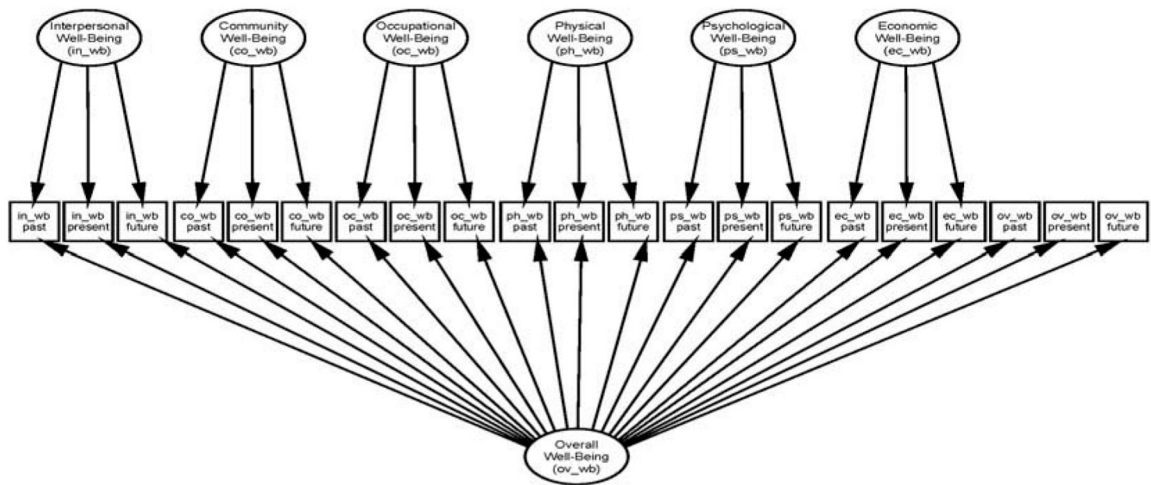 Interpersonal
Well-Being
(in_wb)
Community
Well-Being
(co_wb)
Occupational
Well-Being
(oc_wb)
Physical
Well-Being
(ph_wb)
Psychological
Well-Being
(ps_wb)
Economic
Well-Being
(ec_wb)
in_wb
past
in_wb
present
in_wb
future
co_wb
past
co_wb
present
co_wb
future
oc_wb
past
oc_wb
present
oc_wb
future
ph_wb
past
ph_wb
present
ph_wb
future
ps_wb
past
ps_wb
present
ps_wb
future
ec_wb
past
ec_wb
present
ec_wb
future
ov_wb
past
ov_wb
present
ov_wb
future
Overall
Well-Being
(ov_wb)